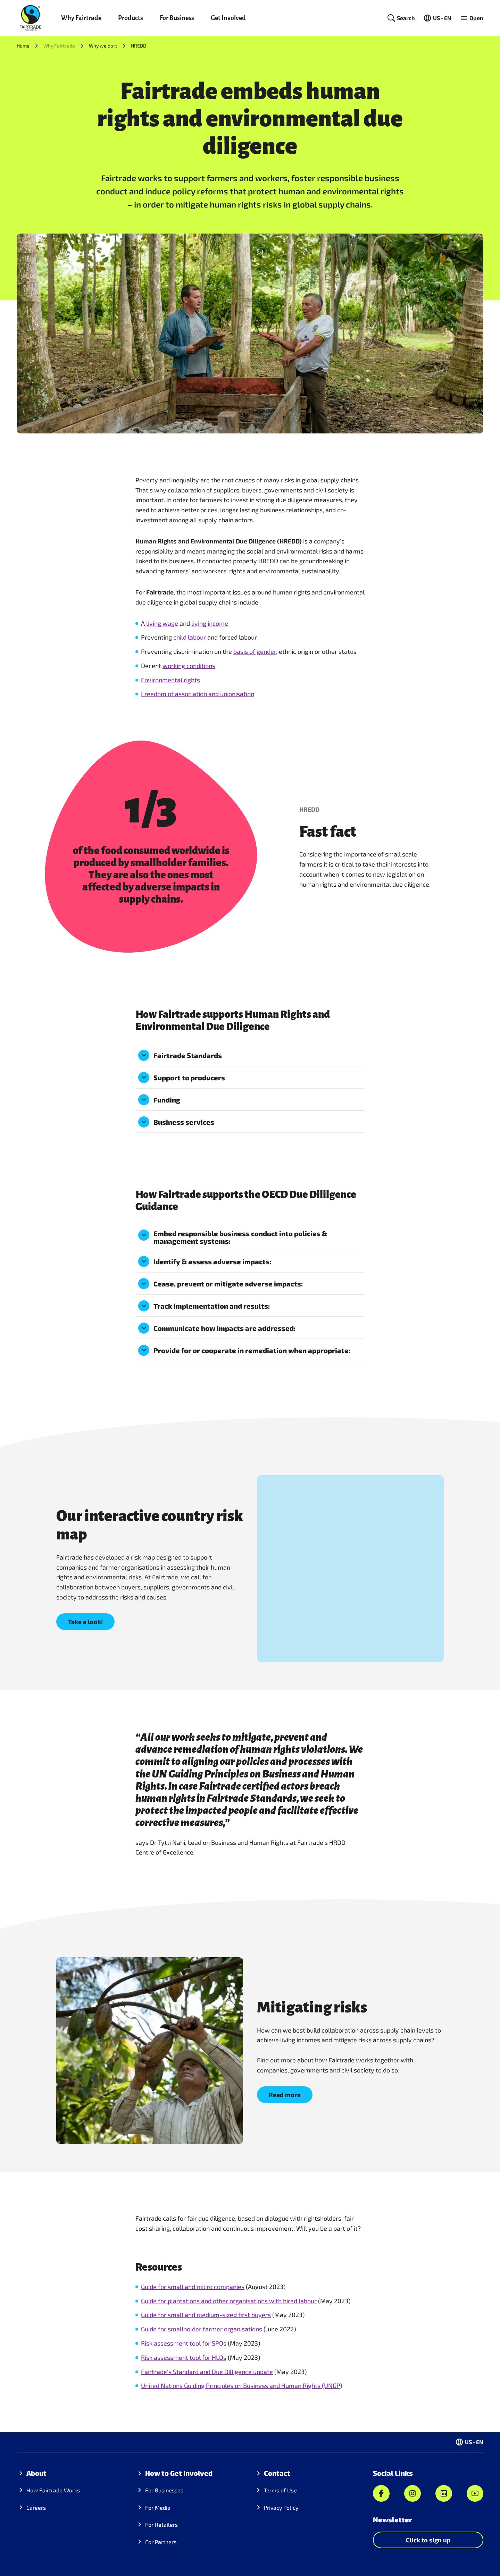 FAIRTRADE
Why Fairtrade
Products
For Business
Get Involved
Search
US - EN
Open
Home
Why Fairtrade
Why we do it
HREDD
Fairtrade embeds human
rights and environmental due
diligence
Fairtrade works to support farmers and workers, foster responsible business
conduct and induce policy reforms that protect human and environmental rights
– in order to mitigate human rights risks in global supply chains.
Poverty and inequality are the root causes of many risks in global supply chains.
That's why collaboration of suppliers, buyers, governments and civil society is
important. In order for farmers to invest in strong due diligence measures, they
need to achieve better prices, longer lasting business relationships, and co-
investment among all supply chain actors.
Human Rights and Environmental Due Diligence (HREDD) is a company's
responsibility and means managing the social and environmental risks and harms
linked to its business. If conducted properly HREDD can be groundbreaking in
advancing farmers' and workers' rights and environmental sustainability.
For Fairtrade, the most important issues around human rights and environmental
due diligence in global supply chains include:
A living wage and living income
Preventing child labour and forced labour
Preventing discrimination on the basis of gender, ethnic origin or other status
Decent working conditions
Environmental rights
Freedom of association and unionisation
1/3
of the food consumed worldwide is
produced by smallholder families.
They are also the ones most
affected by adverse impacts in
supply chains.
HREDD
Fast fact
Considering the importance of small scale
farmers it is critical to take their interests into
account when it comes to new legislation on
human rights and environmental due diligence.
How Fairtrade supports Human Rights and
Environmental Due Diligence
Fairtrade Standards
Support to producers
Funding
Business services
How Fairtrade supports the OECD Due Dililgence
Guidance
Embed responsible business conduct into policies &
management systems:
Identify & assess adverse impacts:
Cease, prevent or mitigate adverse impacts:
Track implementation and results:
Communicate how impacts are addressed:
Provide for or cooperate in remediation when appropriate:
Our interactive country risk
map
Fairtrade has developed a risk map designed to support
companies and farmer organisations in assessing their human
rights and environmental risks. At Fairtrade, we call for
collaboration between buyers, suppliers, governments and civil
society to address the risks and causes.
Take a look!
“All our work seeks to mitigate, prevent and
advance remediation of human rights violations. We
commit to aligning our policies and processes with
the UN Guiding Principles on Business and Human
Rights. In case Fairtrade certified actors breach
human rights in Fairtrade Standards, we seek to
protect the impacted people and facilitate effective
corrective measures,”
says Dr Tytti Nahi, Lead on Business and Human Rights at Fairtrade's HRDD
Centre of Excellence.
Mitigating risks
How can we best build collaboration across supply chain levels to
achieve living incomes and mitigate risks across supply chains?
Find out more about how Fairtrade works together with
companies, governments and civil society to do so.
Read more
Fairtrade calls for fair due diligence, based on dialogue with rightsholders, fair
cost sharing, collaboration and continuous improvement. Will you be a part of it?
Resources
Guide for small and micro companies (August 2023)
Guide for plantations and other organisations with hired labour (May 2023)
Guide for small and medium-sized first buyers (May 2023)
Guide for smallholder farmer organisations (June 2022)
Risk assessment tool for SPOs (May 2023)
Risk assessment tool for HLOs (May 2023)
Fairtrade's Standard and Due Dilligence update (May 2023)
United Nations Guiding Principles on Business and Human Rights (UNGP)
US - EN
About
How Fairtrade Works
Careers
How to Get Involved
For Businesses
For Media
For Retailers
For Partners
Contact
Terms of Use
Privacy Policy
Social Links
Newsletter
Click to sign up